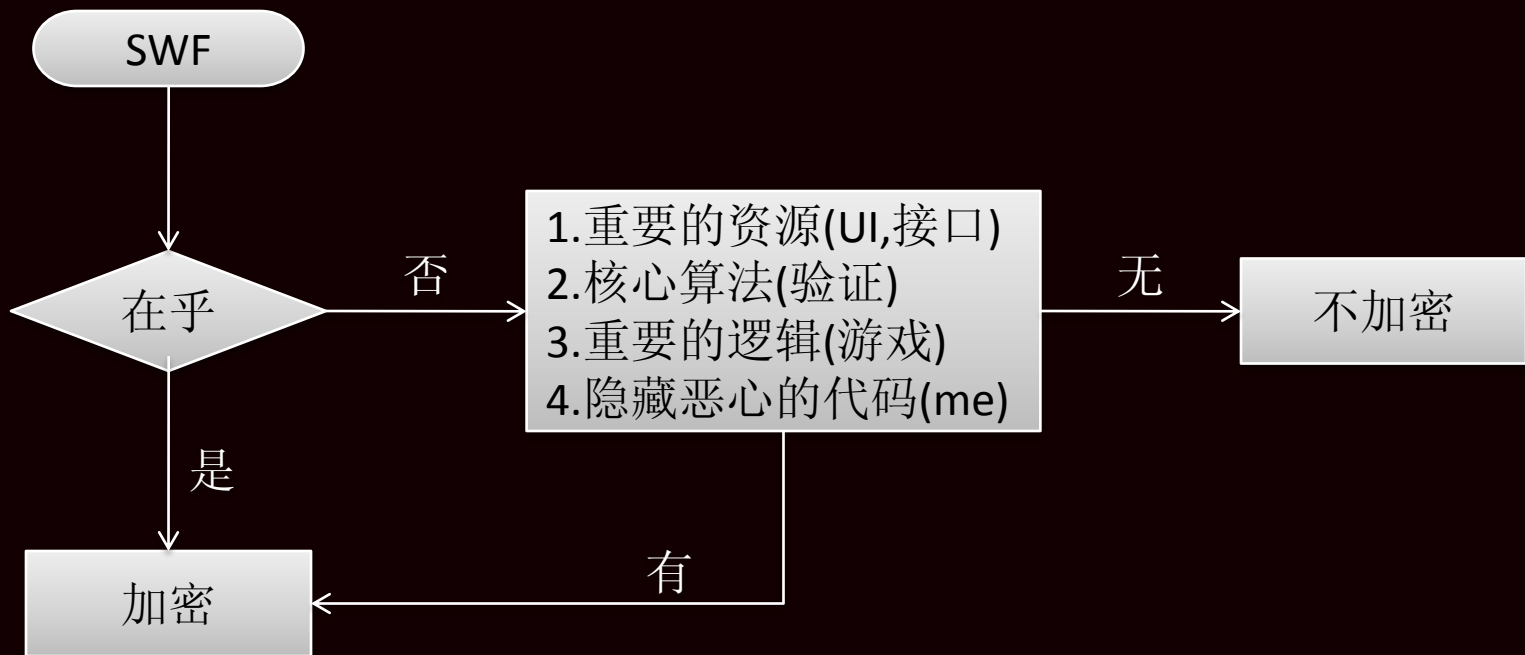 SWF
在乎
否
1.重要的资源(UI,接口)
2.核心算法(验证)
3.重要的逻辑(游戏)
4.隐藏恶心的代码(me)
无
不加密
是
有
加密